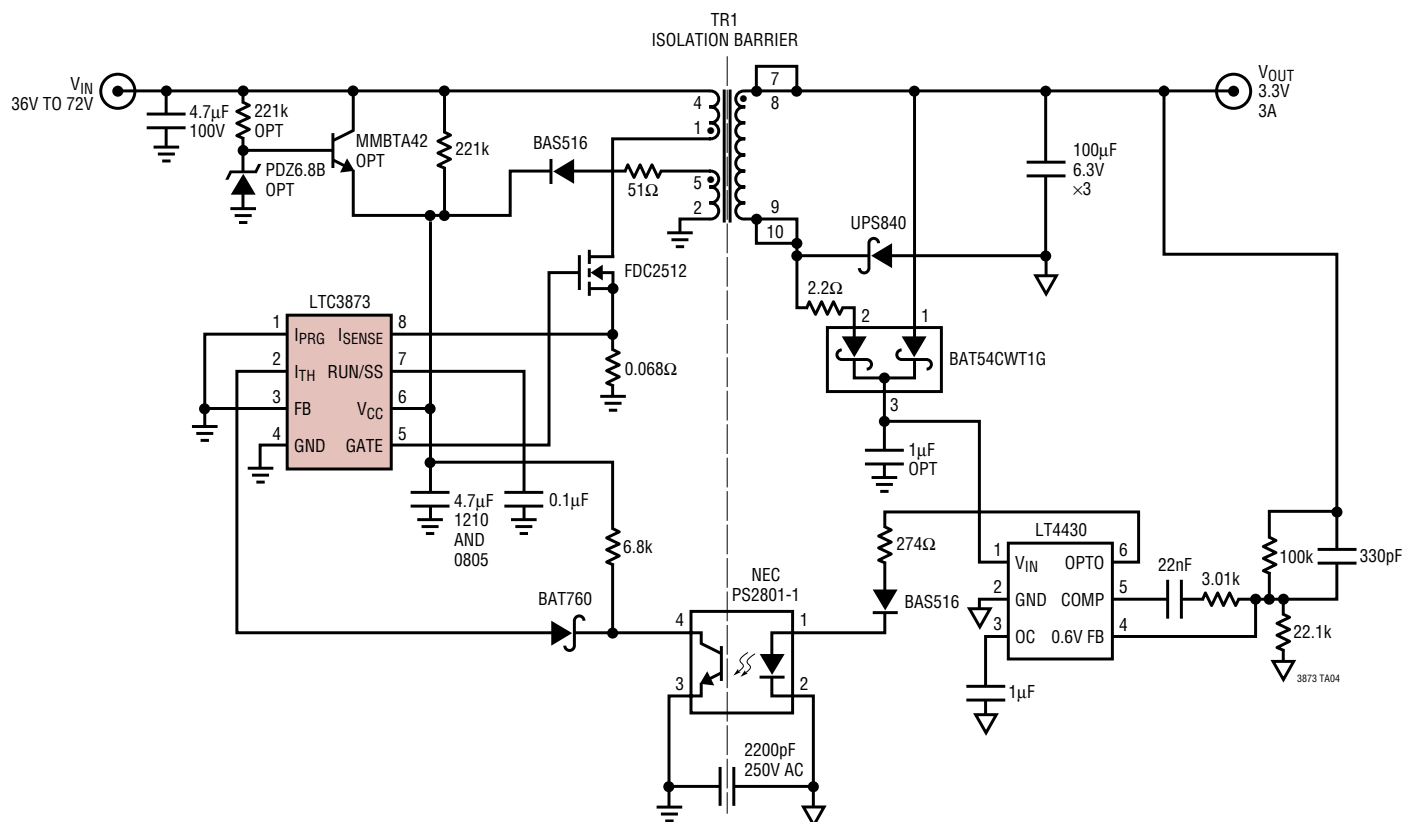 TR1
ISOLATION BARRIER
VIN
36V TO 72V
4.7µF
100V
221k
OPT
PDZ6.8B
OPT
MMBTA42
OPT
221k
BAS516
51Ω
4
1
5
2
7
8
9
10
VOUT
3.3V
3A
100µF
6.3V
×3
UPS840
FDC2512
2.2Ω
2
1
BAT54CWT1G
3
1µF
OPT
LTC3873
1 IPRG ISENSE 8
2 ITH RUN/SS 7
3 FB VCC 6
4 GND GATE 5
0.068Ω
4.7µF
1210
AND
0805
0.1µF
6.8k
BAT760
NEC
PS2801-1
4
1
3
2
2200pF
250V AC
274Ω
BAS516
LT4430
1 VIN OPTO 6
2 GND COMP 5
3 OC 0.6V FB 4
1µF
22nF
3.01k
100k
330pF
22.1k
3873 TA04